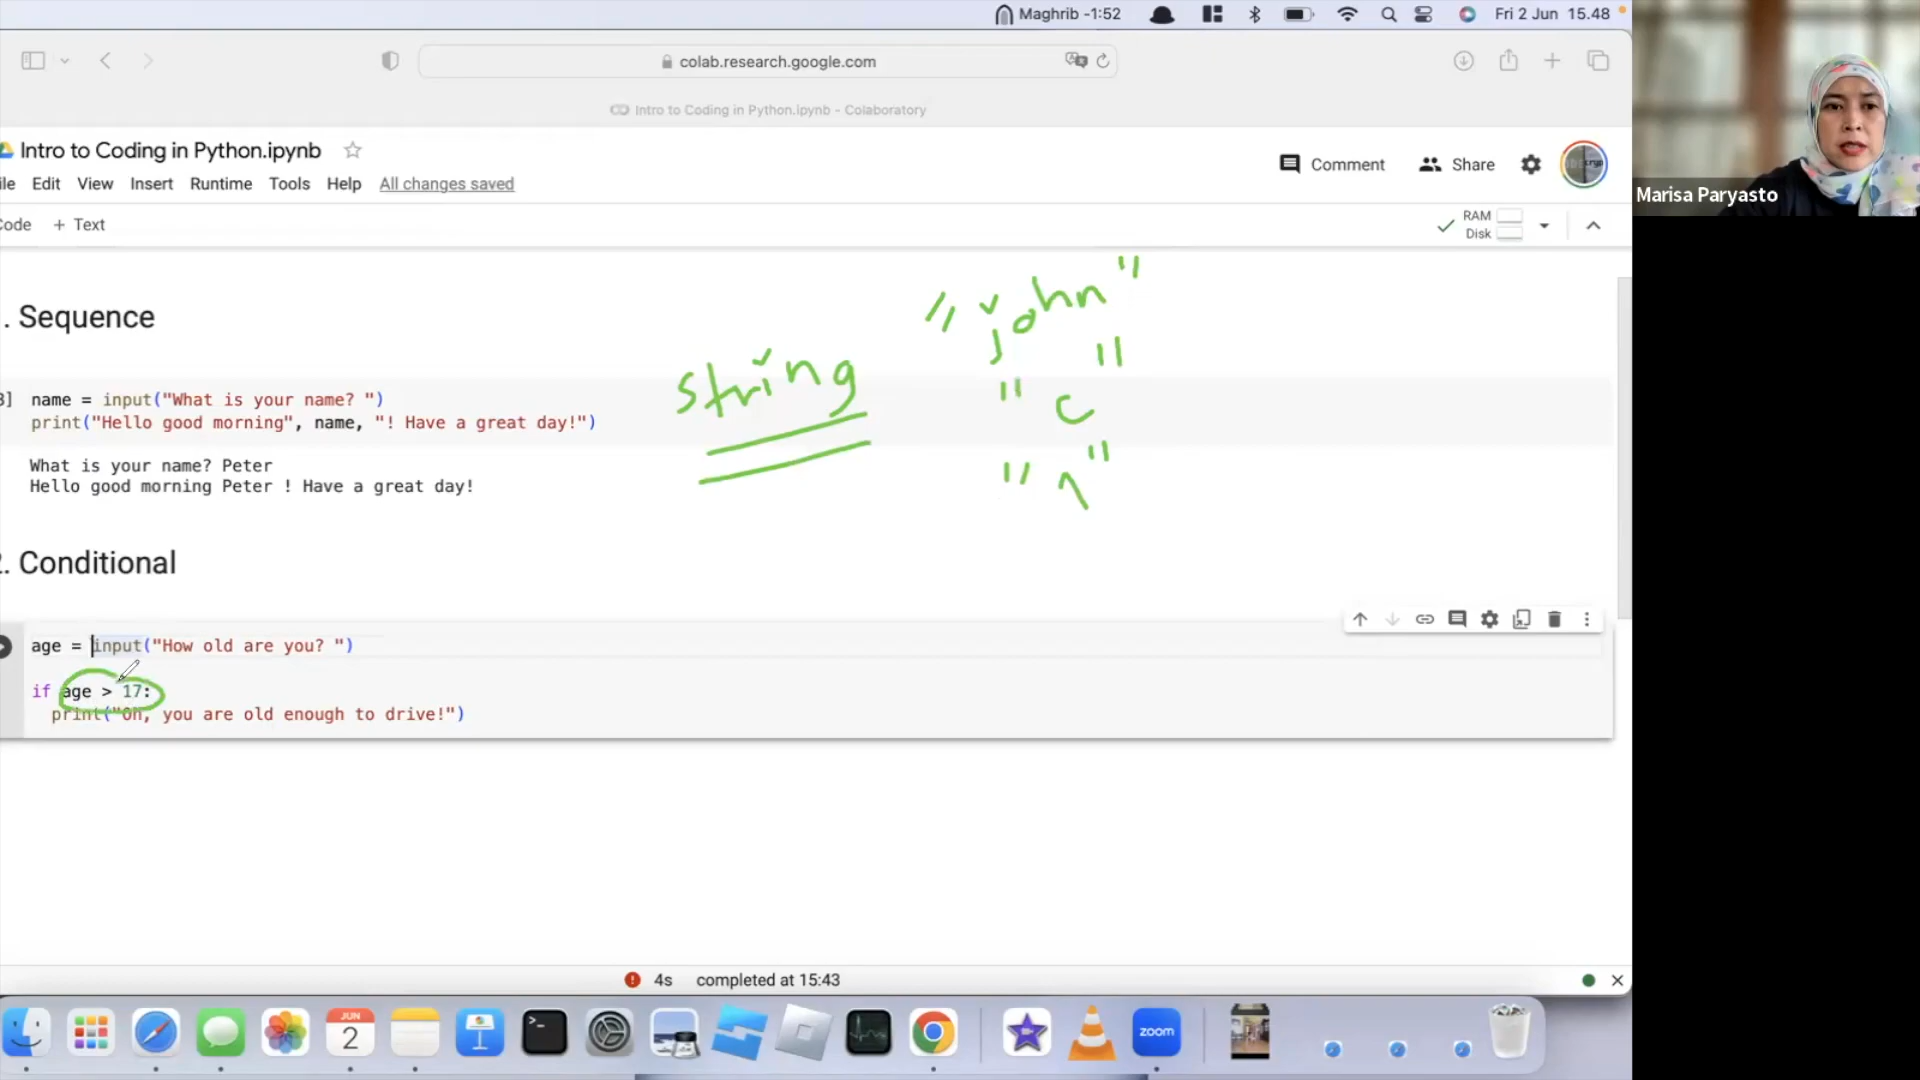 Maghrib -1:52
Fri 2 Jun 15.48
colab.research.google.com
Intro to Coding in Python.ipynb - Colaboratory
Intro to Coding in Python.ipynb
ile Edit View Insert Runtime Tools Help All changes saved
Comment Share
Code + Text
RAM
Disk
Marisa Paryasto
. Sequence
"john"
string
"c"
"1"
3] name = input("What is your name? ")
print("Hello good morning", name, "! Have a great day!")
What is your name? Peter
Hello good morning Peter ! Have a great day!
2. Conditional
age = input("How old are you? ")
if age > 17:
print("Oh, you are old enough to drive!")
4s completed at 15:43
JUN
2
zoom